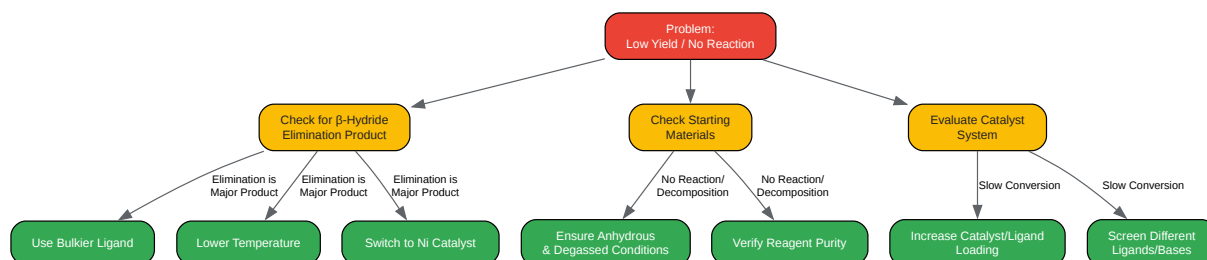 Problem:
Low Yield / No Reaction
Check for β-Hydride
Elimination Product
Check Starting
Materials
Evaluate Catalyst
System
Elimination is
Major Product
Elimination is
Major Product
Elimination is
Major Product
No Reaction/
Decomposition
No Reaction/
Decomposition
Slow Conversion
Slow Conversion
Use Bulkier Ligand
Lower Temperature
Switch to Ni Catalyst
Ensure Anhydrous
& Degassed Conditions
Verify Reagent Purity
Increase Catalyst/Ligand
Loading
Screen Different
Ligands/Bases